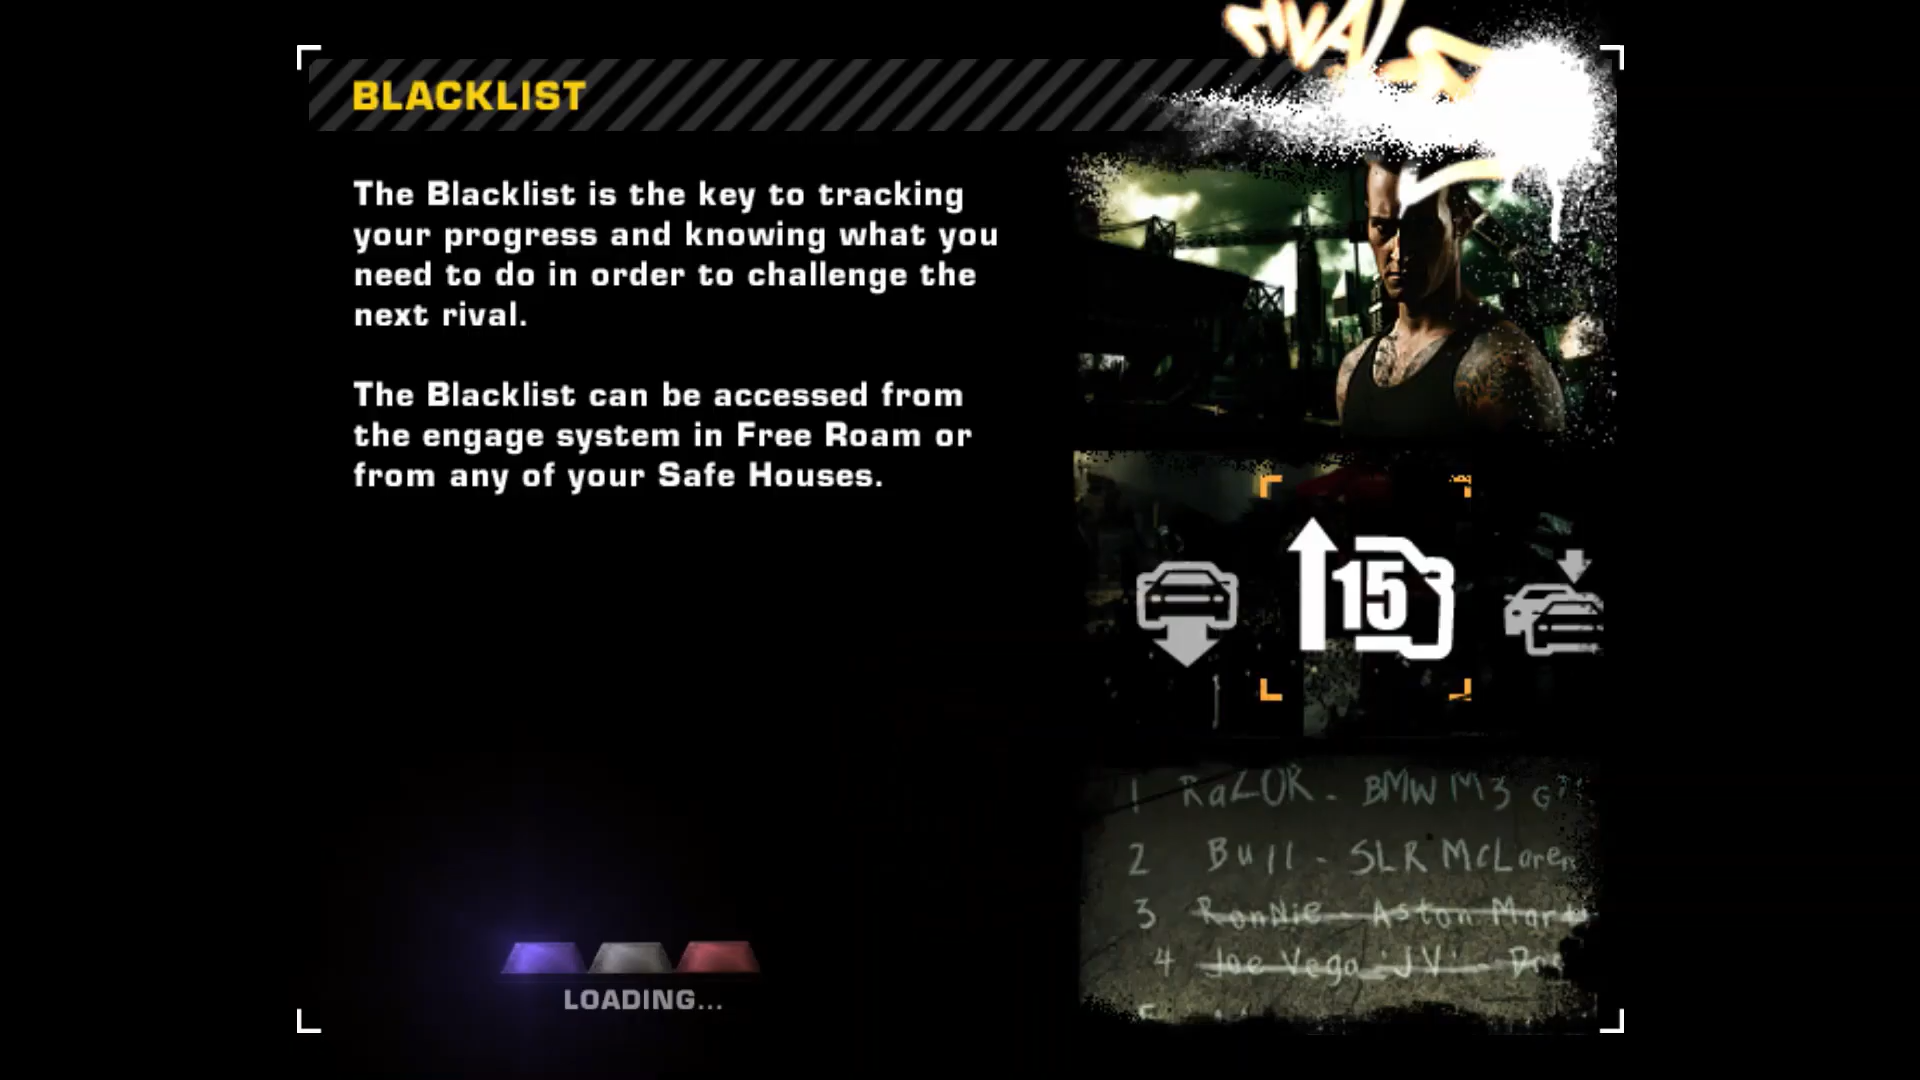 RIVAL
BLACKLIST
The Blacklist is the key to tracking
your progress and knowing what you
need to do in order to challenge the
next rival.
The Blacklist can be accessed from
the engage system in Free Roam or
from any of your Safe Houses.
15
1 RaZOR - BMW M3 G
2 Bull - SLR McLaren
3 Ronnie - Aston Mart
4 Joe Vega 'JV' -
LOADING...